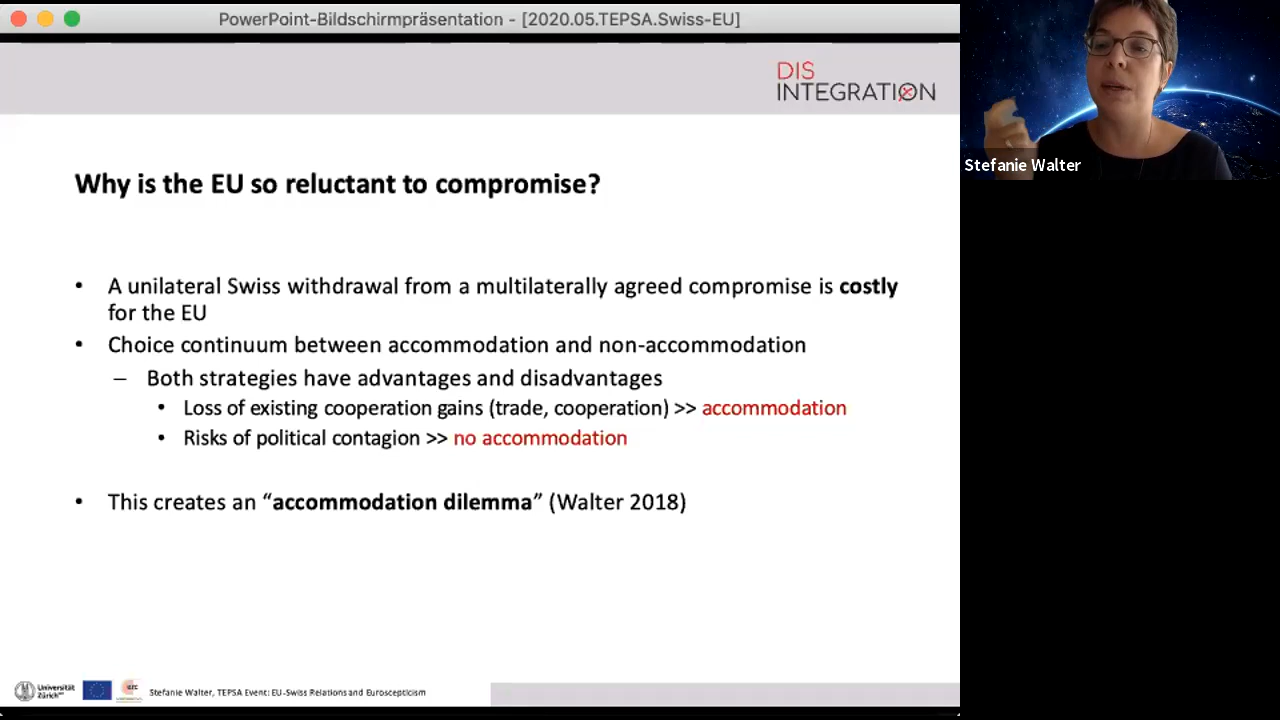 PowerPoint-Bildschirmpräsentation - [2020.05.TEPSA.Swiss-EU]
DIS
INTEGRATION
Stefanie Walter
Why is the EU so reluctant to compromise?
• A unilateral Swiss withdrawal from a multilaterally agreed compromise is costly
for the EU
• Choice continuum between accommodation and non-accommodation
– Both strategies have advantages and disadvantages
• Loss of existing cooperation gains (trade, cooperation) >> accommodation
• Risks of political contagion >> no accommodation
• This creates an “accommodation dilemma” (Walter 2018)
Universität
Zürich
erc
Stefanie Walter, TEPSA Event: EU-Swiss Relations and Euroscepticism